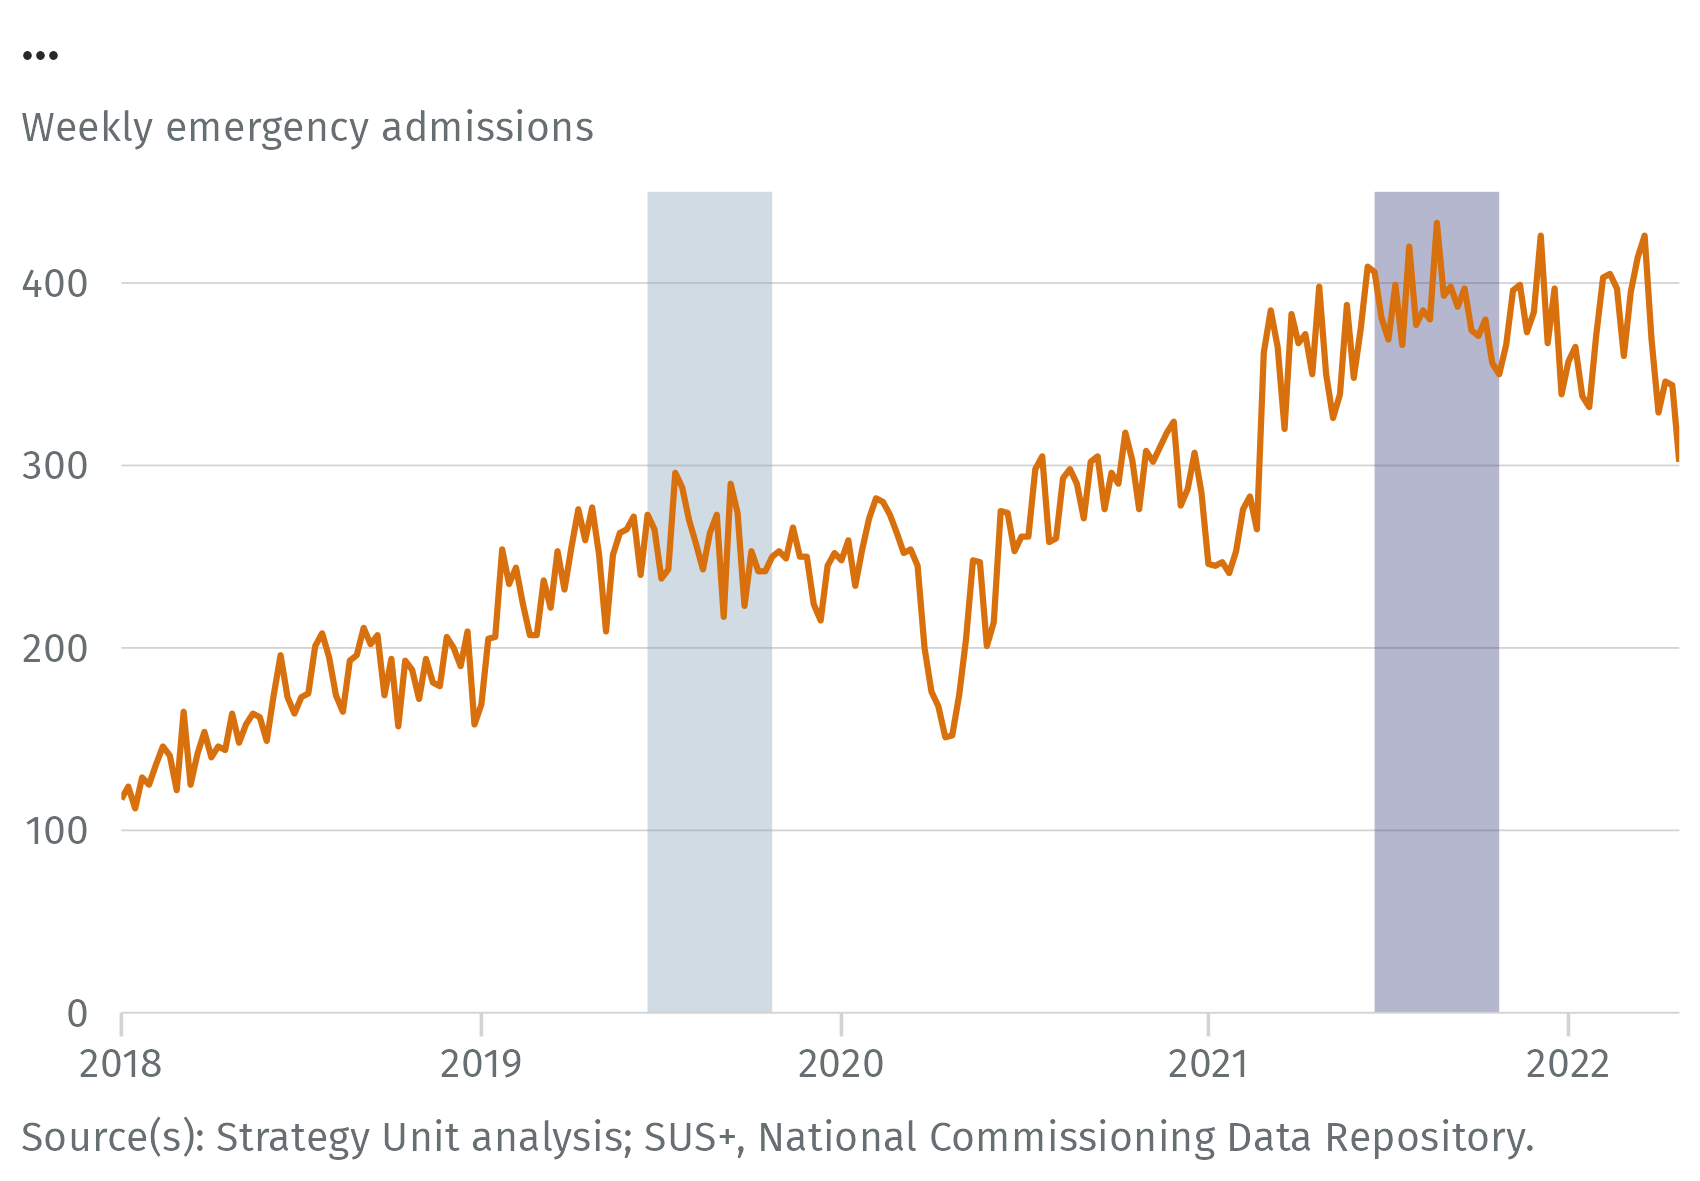 ...
Weekly emergency admissions
400
300
200
100
0
2018 2019 2020 2021 2022
Source(s): Strategy Unit analysis; SUS+, National Commissioning Data Repository.